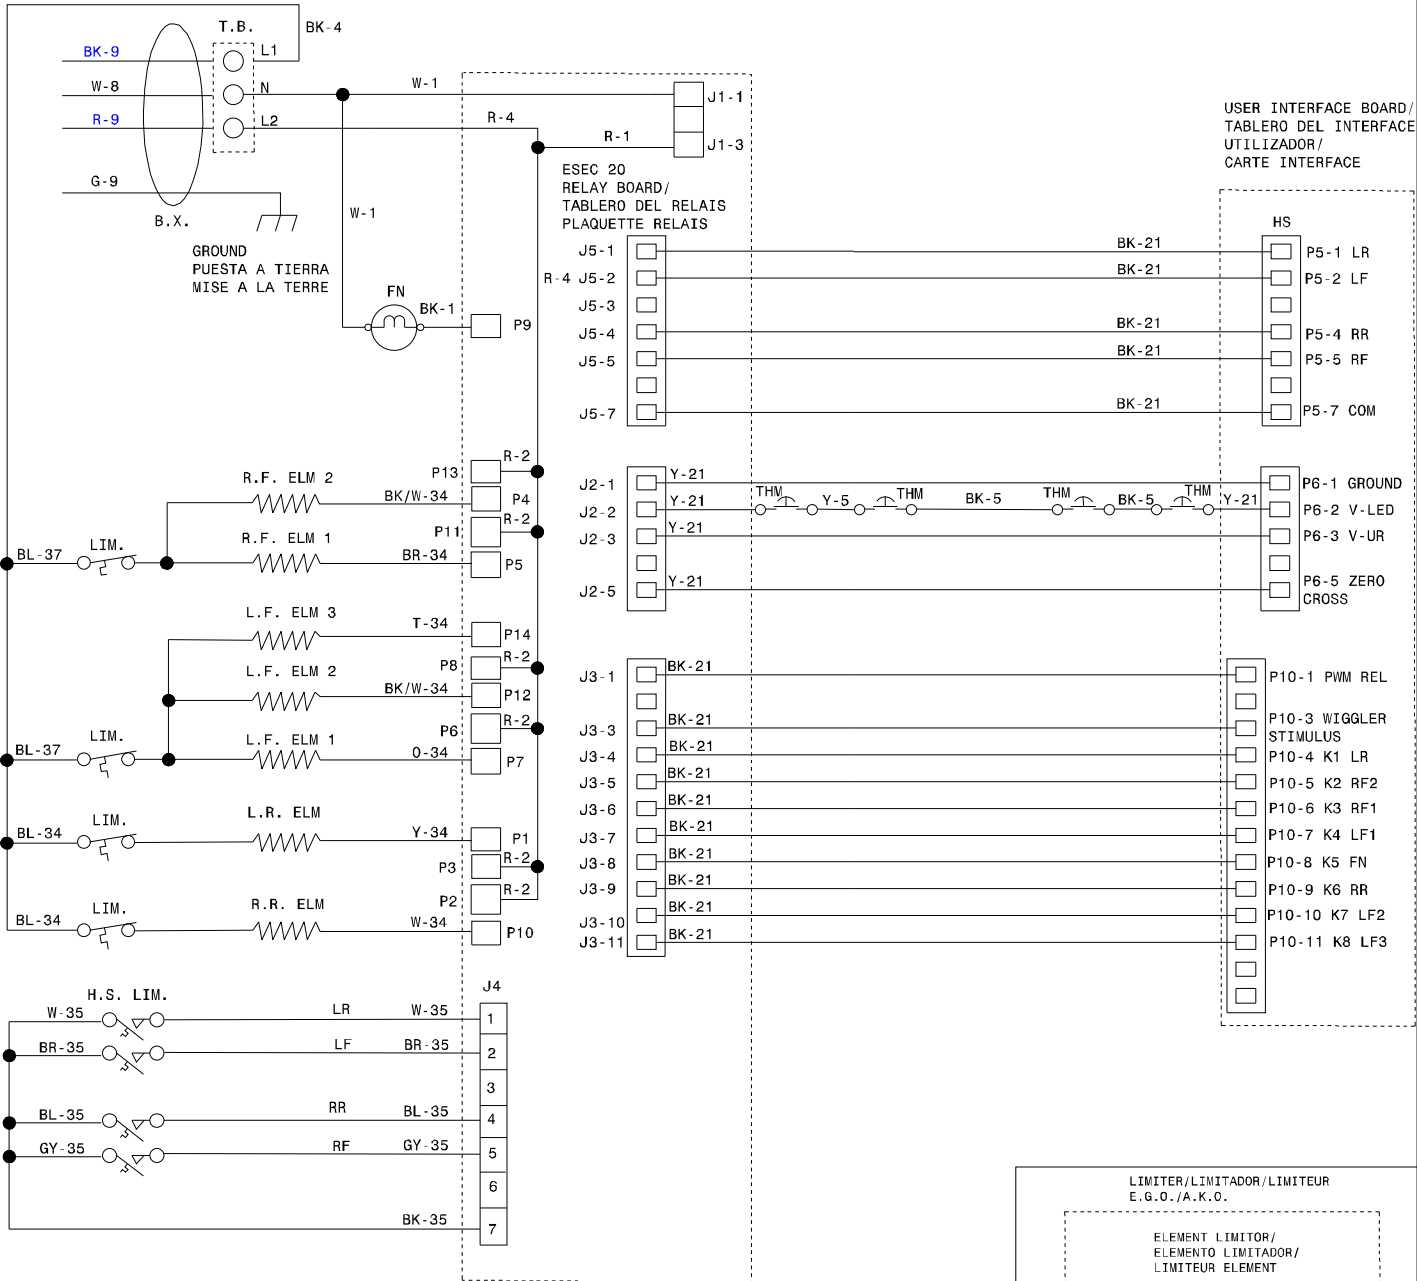 T.B.
BK-4
BK-9
L1
W-8
N
W-1
J1-1
R-9
L2
R-4
R-1
J1-3
G-9
B.X.
W-1
GROUND
PUESTA A TIERRA
MISE A LA TERRE
FN
BK-1
P9
ESEC 20
RELAY BOARD/
TABLERO DEL RELAIS
PLAQUETTE RELAIS
USER INTERFACE BOARD/
TABLERO DEL INTERFACE
UTILIZADOR/
CARTE INTERFACE
HS
J5-1
BK-21
P5-1 LR
R-4 J5-2
BK-21
P5-2 LF
J5-3
J5-4
BK-21
P5-4 RR
J5-5
BK-21
P5-5 RF
J5-7
BK-21
P5-7 COM
R-2
P13
R.F. ELM 2
BK/W-34
P4
R-2
P11
R.F. ELM 1
BR-34
P5
BL-37
LIM.
J2-1
Y-21
P6-1 GROUND
J2-2
Y-21
THM
Y-5
THM
BK-5
THM
BK-5
THM
Y-21
P6-2 V-LED
J2-3
Y-21
P6-3 V-UR
J2-5
Y-21
P6-5 ZERO
CROSS
L.F. ELM 3
T-34
P14
R-2
P8
L.F. ELM 2
BK/W-34
P12
R-2
P6
BL-37
LIM.
L.F. ELM 1
O-34
P7
BL-34
LIM.
L.R. ELM
Y-34
P1
R-2
P3
R-2
P2
BL-34
LIM.
R.R. ELM
W-34
P10
J3-1
BK-21
P10-1 PWM REL
J3-3
BK-21
P10-3 WIGGLER
STIMULUS
J3-4
BK-21
P10-4 K1 LR
J3-5
BK-21
P10-5 K2 RF2
J3-6
BK-21
P10-6 K3 RF1
J3-7
BK-21
P10-7 K4 LF1
J3-8
BK-21
P10-8 K5 FN
J3-9
BK-21
P10-9 K6 RR
J3-10
BK-21
P10-10 K7 LF2
J3-11
BK-21
P10-11 K8 LF3
H.S. LIM.
J4
W-35
LR
W-35
1
BR-35
LF
BR-35
2
3
BL-35
RR
BL-35
4
GY-35
RF
GY-35
5
6
BK-35
7
LIMITER/LIMITADOR/LIMITEUR
E.G.O./A.K.O.
ELEMENT LIMITOR/
ELEMENTO LIMITADOR/
LIMITEUR ELEMENT